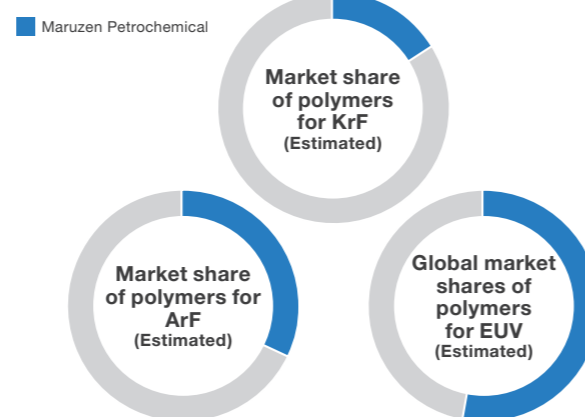 Maruzen Petrochemical
Market share
of polymers
for KrF
(Estimated)
Market share
of polymers for
ArF
(Estimated)
Global market
shares of
polymers
for EUV
(Estimated)